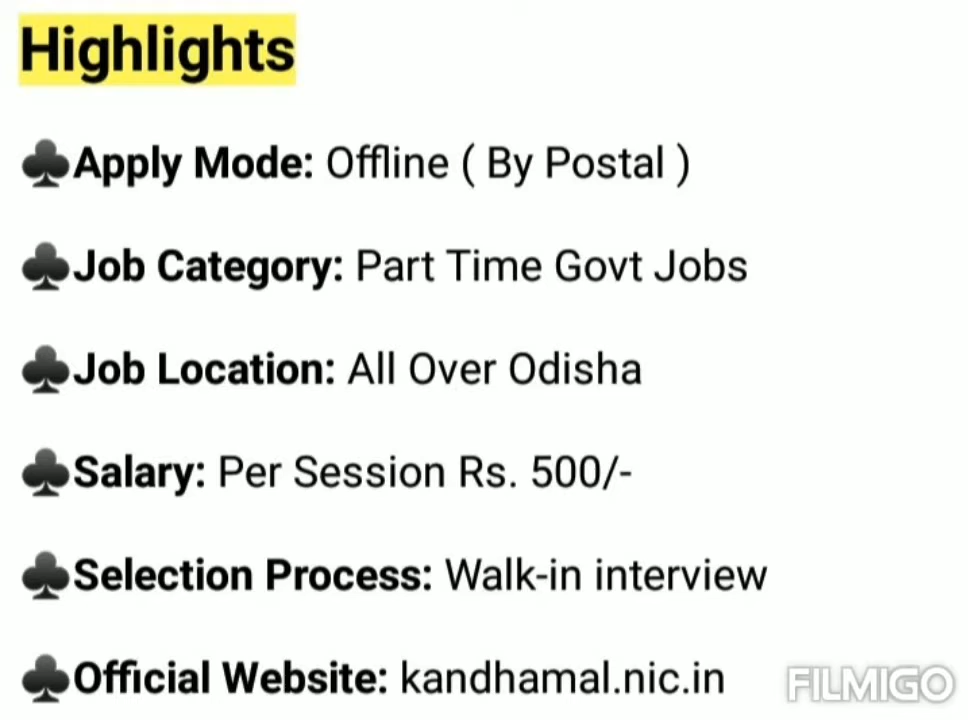 Highlights
♣Apply Mode: Offline ( By Postal )
♣Job Category: Part Time Govt Jobs
♣Job Location: All Over Odisha
♣Salary: Per Session Rs. 500/-
♣Selection Process: Walk-in interview
♣Official Website: kandhamal.nic.in
FILMIGO